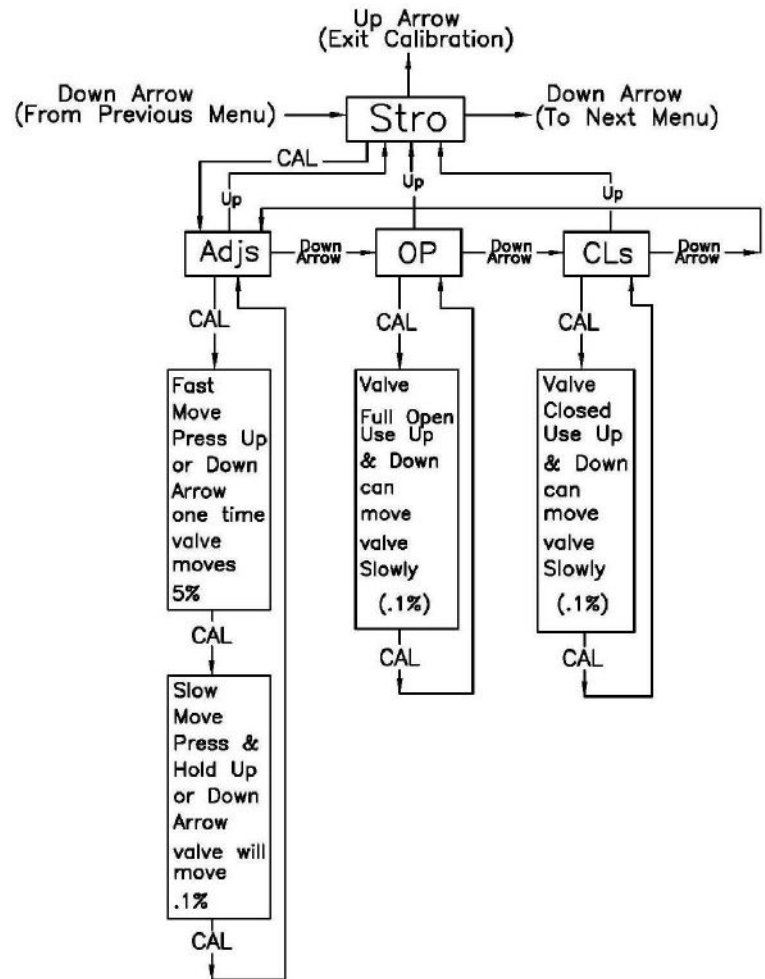 Up Arrow
(Exit Calibration)
Down Arrow
(From Previous Menu)
Stro
Down Arrow
(To Next Menu)
CAL
Up
Up
Up
Adjs
Down
Arrow
OP
Down
Arrow
CLs
Down
Arrow
CAL
CAL
CAL
Fast
Move
Press Up
or Down
Arrow
one time
valve
moves
5%
Valve
Full Open
Use Up
& Down
can
move
valve
Slowly
(.1%)
Valve
Closed
Use Up
& Down
can
move
valve
Slowly
(.1%)
CAL
CAL
CAL
Slow
Move
Press &
Hold Up
or Down
Arrow
valve will
move
.1%
CAL